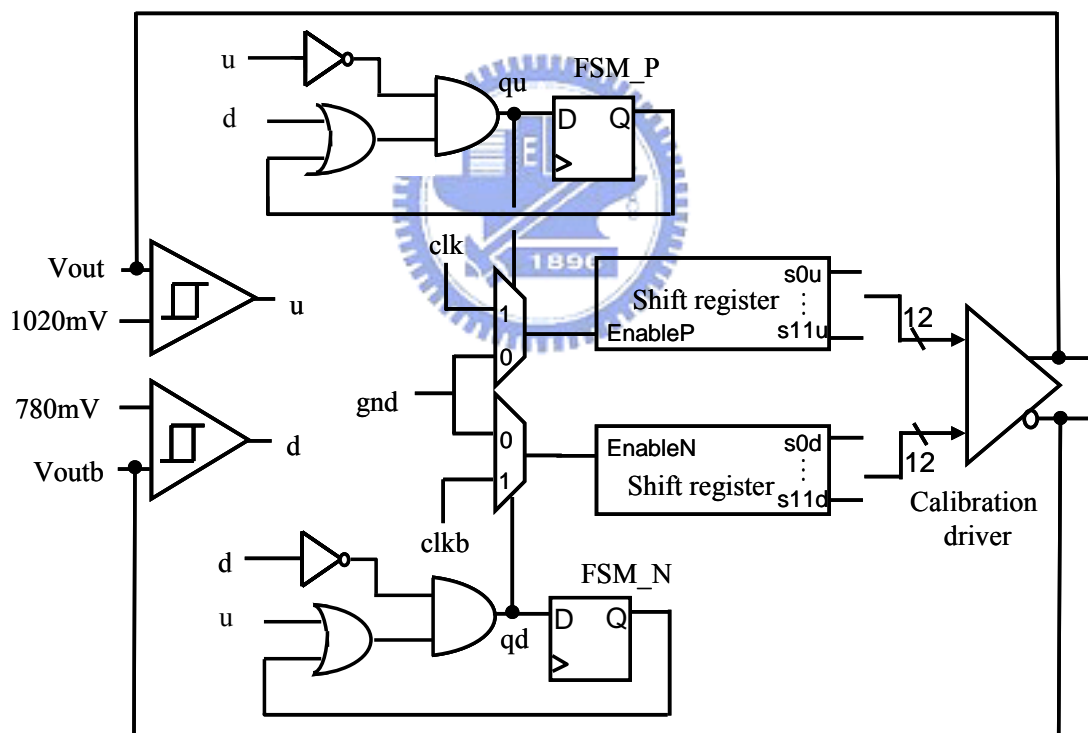 u
FSM_P
qu
d
D Q
clk
Vout
u
1020mV
1
0
1896
E
EnableP
Shift register
s0u
s11u
12
gnd
780mV
d
Voutb
0
1
EnableN
Shift register
s0d
s11d
12
Calibration
driver
clkb
d
FSM_N
u
qd
D Q